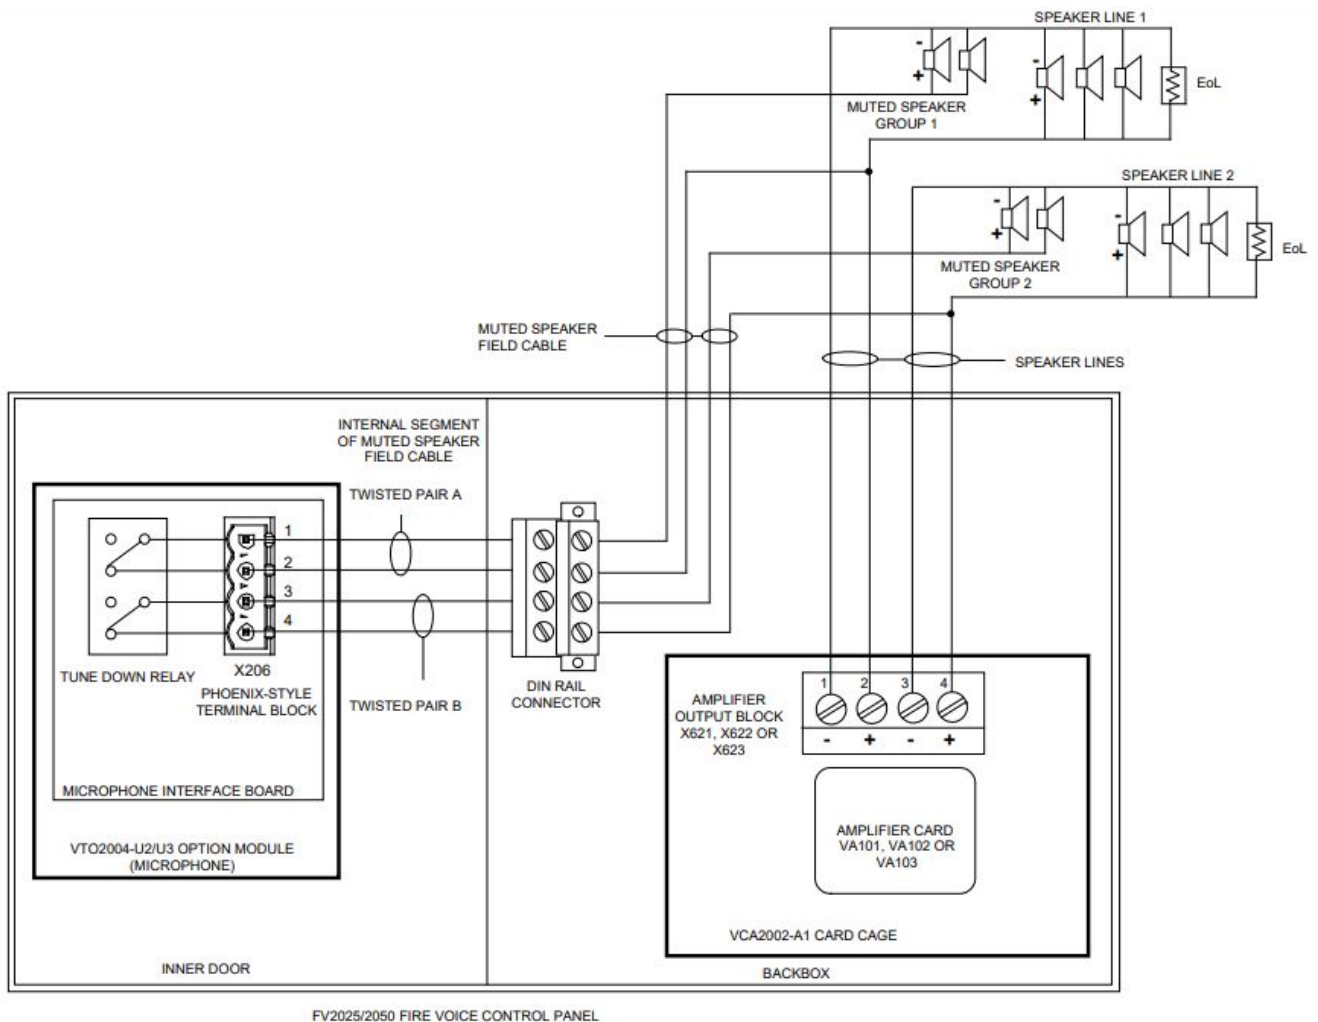 SPEAKER LINE 1
-
+
-
+
EoL
MUTED SPEAKER
GROUP 1
SPEAKER LINE 2
-
+
-
+
EoL
MUTED SPEAKER
GROUP 2
MUTED SPEAKER
FIELD CABLE
SPEAKER LINES
INTERNAL SEGMENT
OF MUTED SPEAKER
FIELD CABLE
TWISTED PAIR A
1
2
3
4
TUNE DOWN RELAY
X206
PHOENIX-STYLE
TERMINAL BLOCK
TWISTED PAIR B
DIN RAIL
CONNECTOR
AMPLIFIER
OUTPUT BLOCK
X621, X622 OR
X623
1 2 3 4
- + - +
MICROPHONE INTERFACE BOARD
VTO2004-U2/U3 OPTION MODULE
(MICROPHONE)
AMPLIFIER CARD
VA101, VA102 OR
VA103
VCA2002-A1 CARD CAGE
INNER DOOR
BACKBOX
FV2025/2050 FIRE VOICE CONTROL PANEL